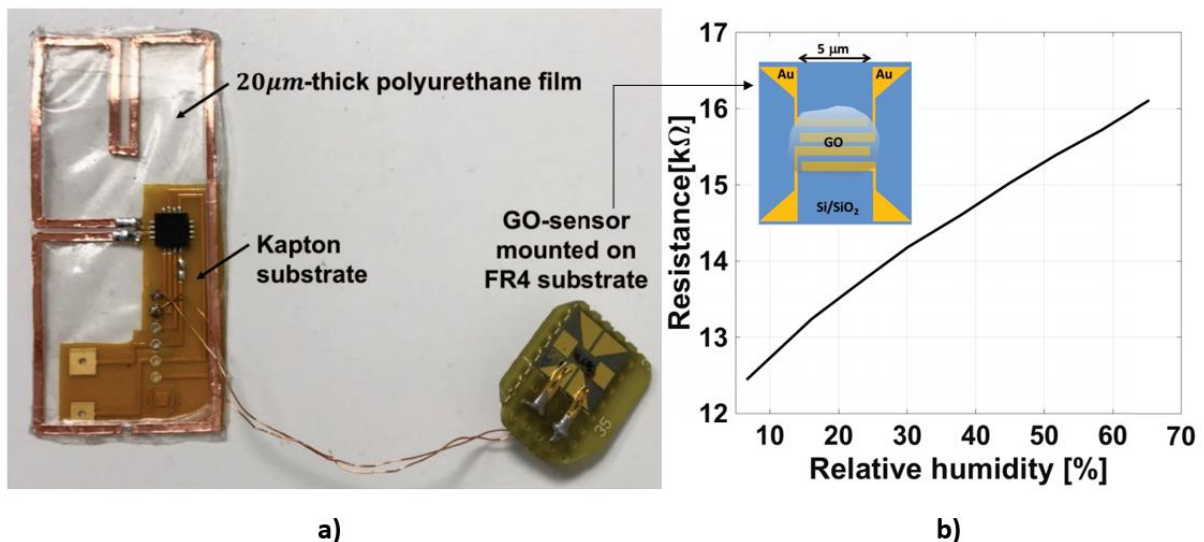 20μm-thick polyurethane film
Kapton
substrate
GO-sensor
mounted on
FR4 substrate
35
a)
17
16
15
14
13
12
Resistance[kΩ]
5 μm
Au
Au
GO
Si/SiO₂
10
20
30
40
50
60
70
Relative humidity [%]
b)